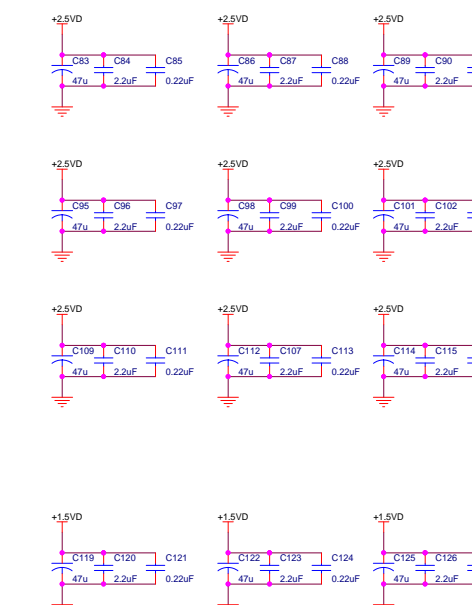 +2.5VD +2.5VD +2.5VD
C83 C84 C85 C86 C87 C88 C89 C90
47u 2.2uF 0.22uF 47u 2.2uF 0.22uF 47u 2.2uF
+2.5VD +2.5VD +2.5VD
C95 C96 C97 C98 C99 C100 C101 C102
47u 2.2uF 0.22uF 47u 2.2uF 0.22uF 47u 2.2uF
+2.5VD +2.5VD +2.5VD
C109 C110 C111 C112 C107 C113 C114 C115
47u 2.2uF 0.22uF 47u 2.2uF 0.22uF 47u 2.2uF
+1.5VD +1.5VD +1.5VD
C119 C120 C121 C122 C123 C124 C125 C126
47u 2.2uF 0.22uF 47u 2.2uF 0.22uF 47u 2.2uF